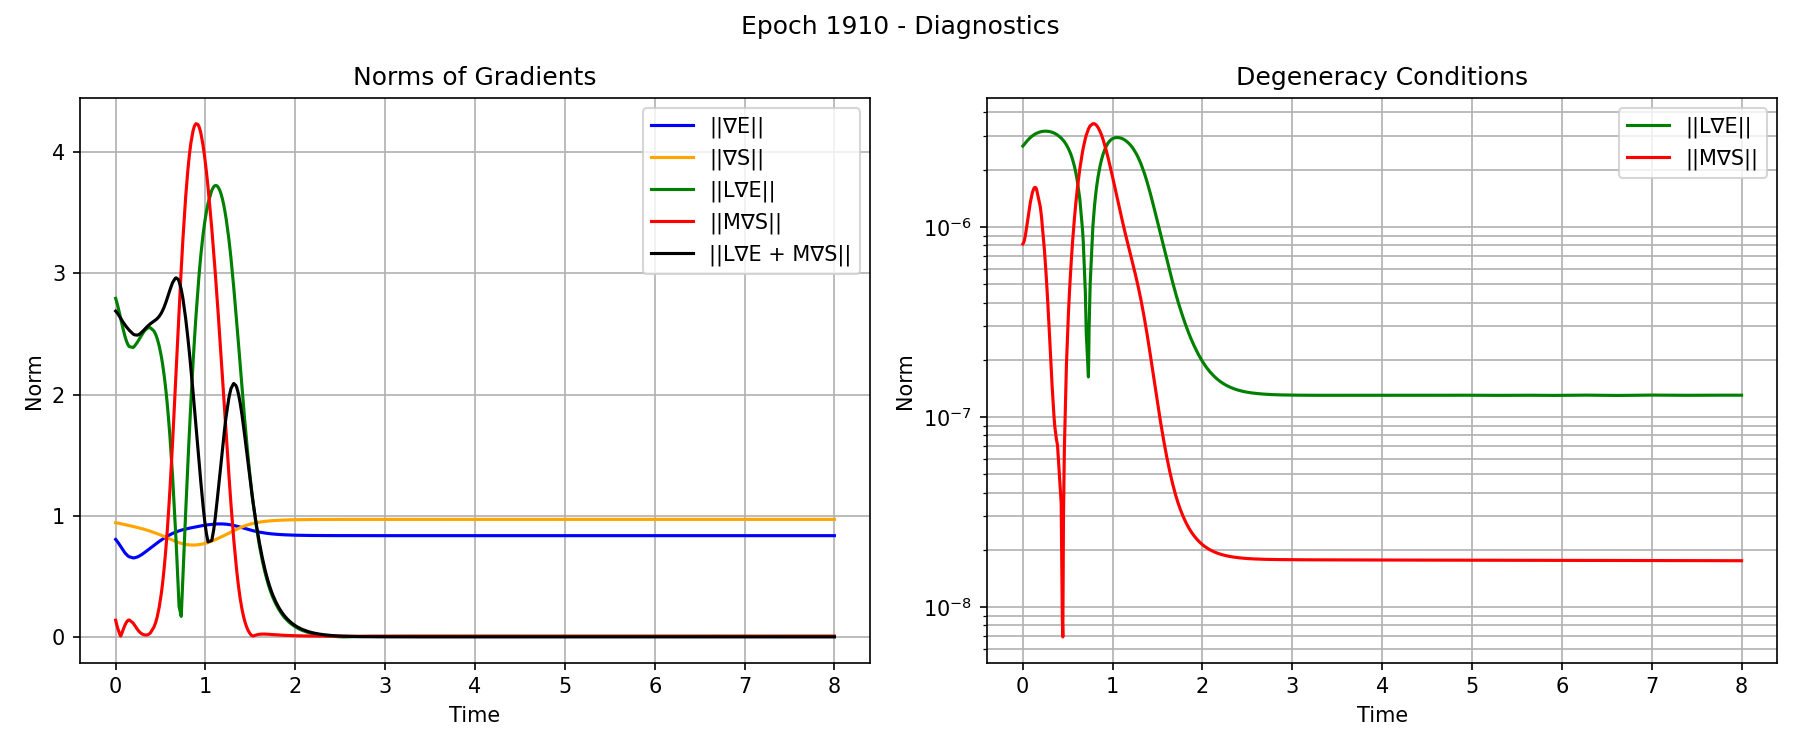 Epoch 1910 - Diagnostics
Norms of Gradients
Norm
4
3
2
1
0
0 1 2 3 4 5 6 7 8
Time
||∇E||
||∇S||
||L∇E||
||M∇S||
||L∇E + M∇S||
Degeneracy Conditions
Norm
10⁻⁶
10⁻⁷
10⁻⁸
0 1 2 3 4 5 6 7 8
Time
||L∇E||
||M∇S||